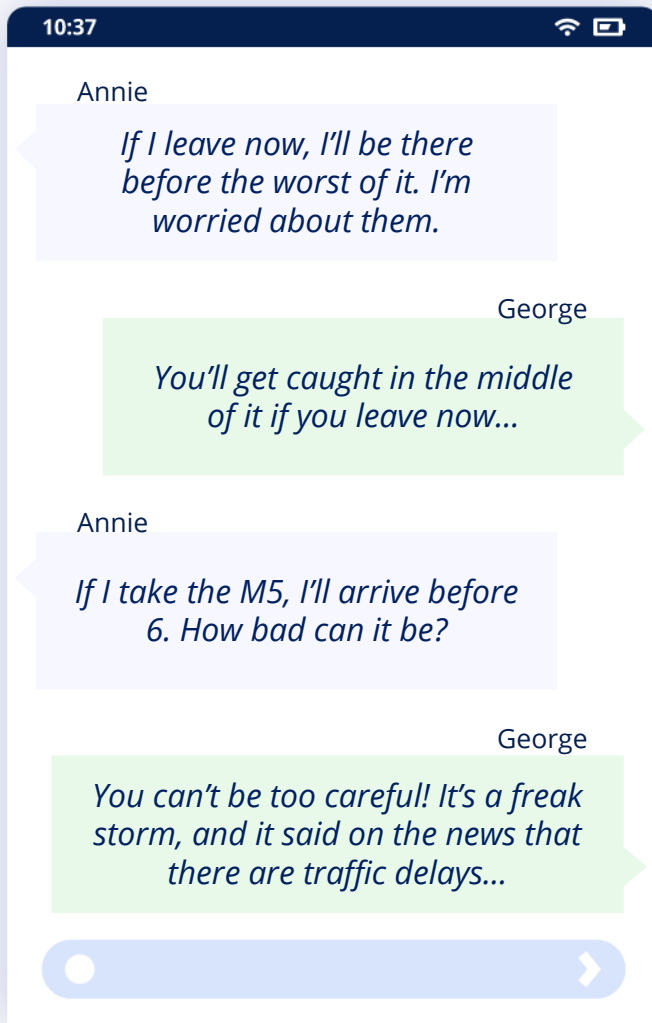 10:37
Annie
If I leave now, I’ll be there
before the worst of it. I’m
worried about them.
George
You’ll get caught in the middle
of it if you leave now...
Annie
If I take the M5, I’ll arrive before
6. How bad can it be?
George
You can’t be too careful! It’s a freak
storm, and it said on the news that
there are traffic delays...